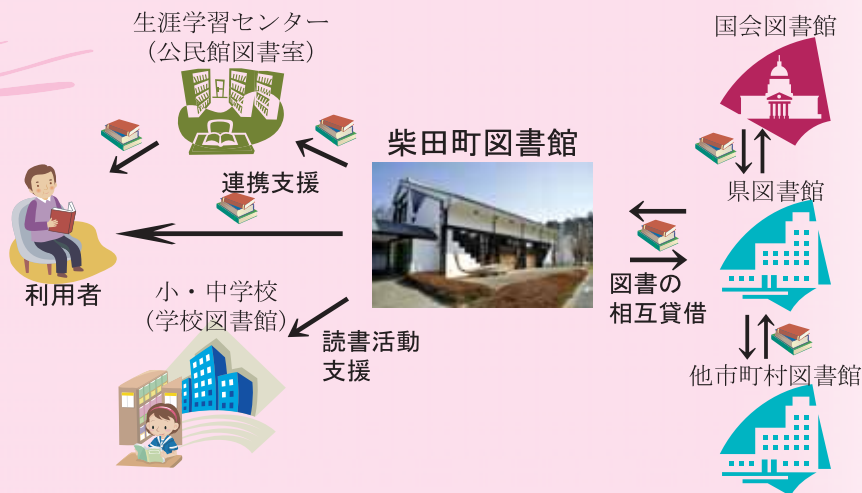 生涯学習センター
（公民館図書室）
国会図書館
柴田町図書館
連携支援
県図書館
利用者
小・中学校
（学校図書館）
図書の
相互貸借
読書活動
支援
他市町村図書館